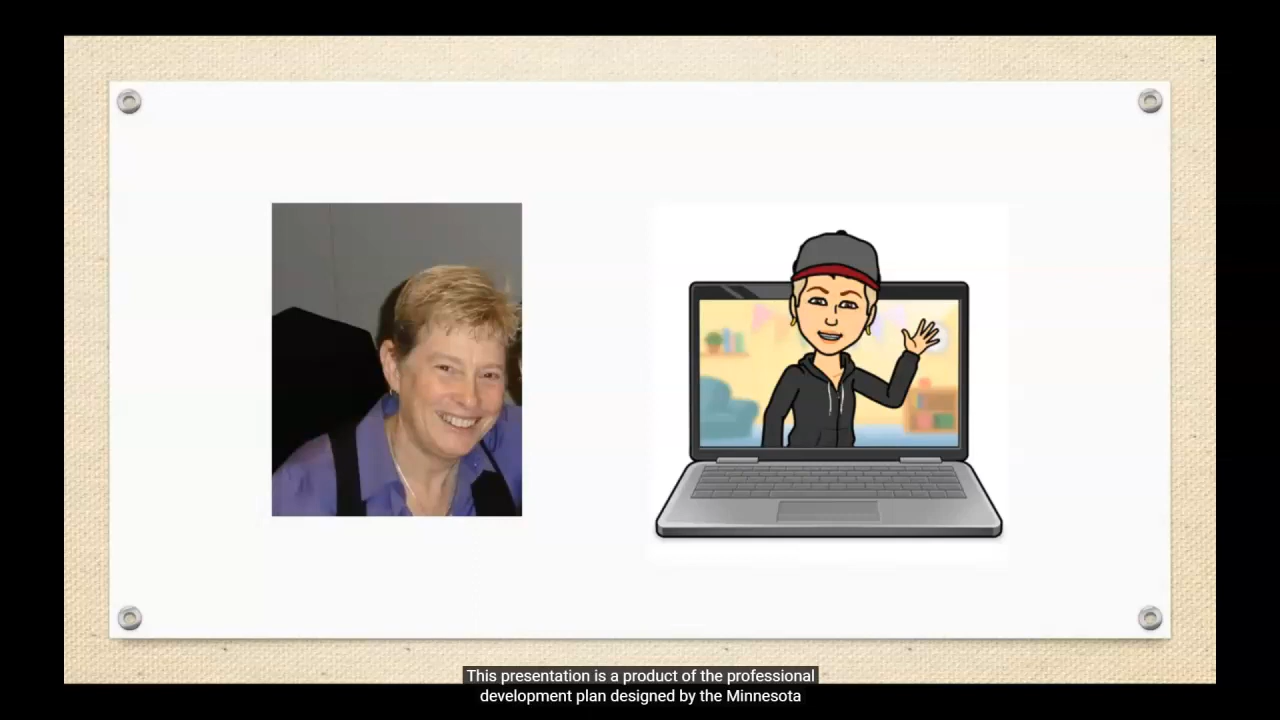 This presentation is a product of the professional
development plan designed by the Minnesota